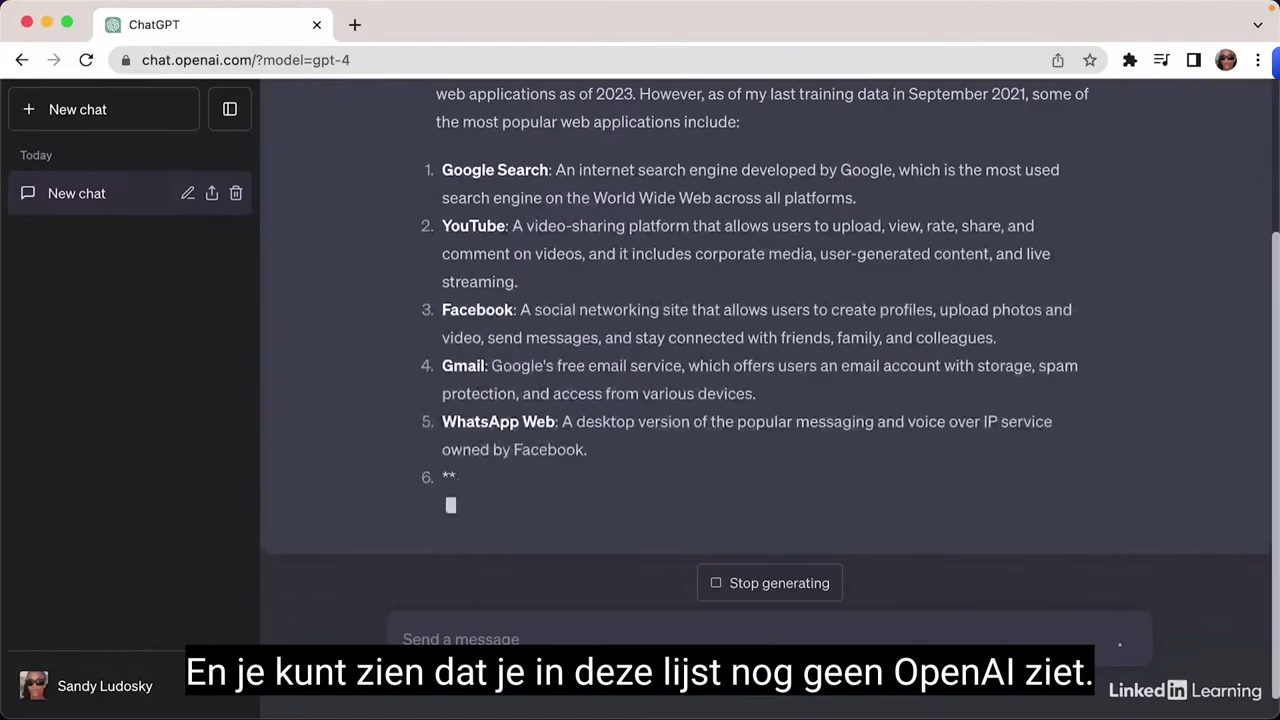 ChatGPT
chat.openai.com/?model=gpt-4
New chat
Today
New chat
web applications as of 2023. However, as of my last training data in September 2021, some of
the most popular web applications include:
1. Google Search: An internet search engine developed by Google, which is the most used
search engine on the World Wide Web across all platforms.
2. YouTube: A video-sharing platform that allows users to upload, view, rate, share, and
comment on videos, and it includes corporate media, user-generated content, and live
streaming.
3. Facebook: A social networking site that allows users to create profiles, upload photos and
video, send messages, and stay connected with friends, family, and colleagues.
4. Gmail: Google's free email service, which offers users an email account with storage, spam
protection, and access from various devices.
5. WhatsApp Web: A desktop version of the popular messaging and voice over IP service
owned by Facebook.
6. **
Stop generating
Send a message
Sandy Ludosky
En je kunt zien dat je in deze lijst nog geen OpenAI ziet.
LinkedIn Learning